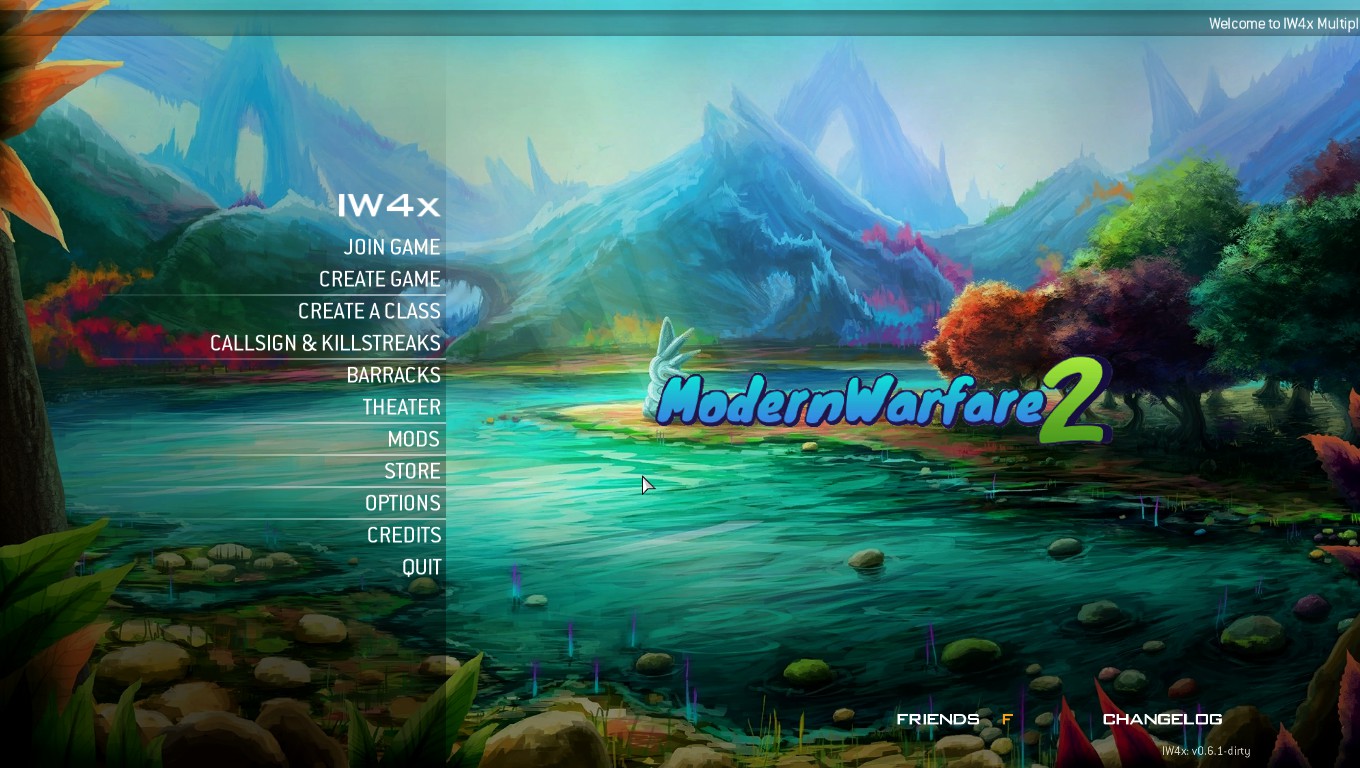 Welcome to IW4x Multipl
IW4x
JOIN GAME
CREATE GAME
CREATE A CLASS
CALLSIGN & KILLSTREAKS
BARRACKS
THEATER
MODS
STORE
OPTIONS
CREDITS
QUIT
ModernWarfare 2
FRIENDS F
CHANGELOG
IW4x: v0.6.1-dirty